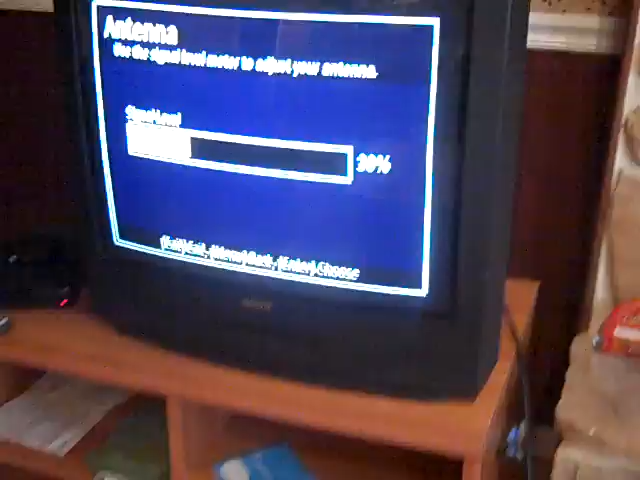 Antenna
Use the signal level meter to adjust your antenna.
Signal Level
30%
(Exit) Exit, (Menu) Back, (Enter) Choose